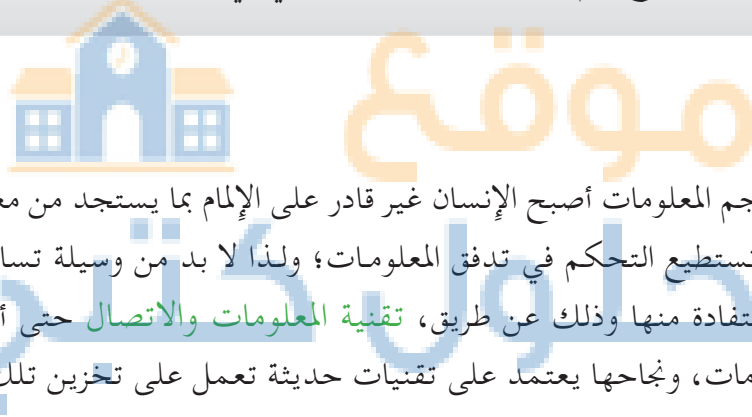 موقع
جم المعلومات أصبح الإنسان غير قادر على الإلمام بما يستجد من مع
تستطيع التحكم في تدفق المعلومات؛ ولذا لا بد من وسيلة تسا
حلول كتبي
ستفادة منها وذلك عن طريق، تقنية المعلومات والاتصال حتى أ
مات، ونجاحها يعتمد على تقنيات حديثة تعمل على تخزين تلك